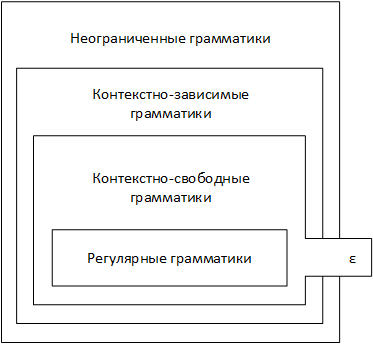 Неограниченные грамматики
Контекстно-зависимые
грамматики
Контекстно-свободные
грамматики
Регулярные грамматики
ε